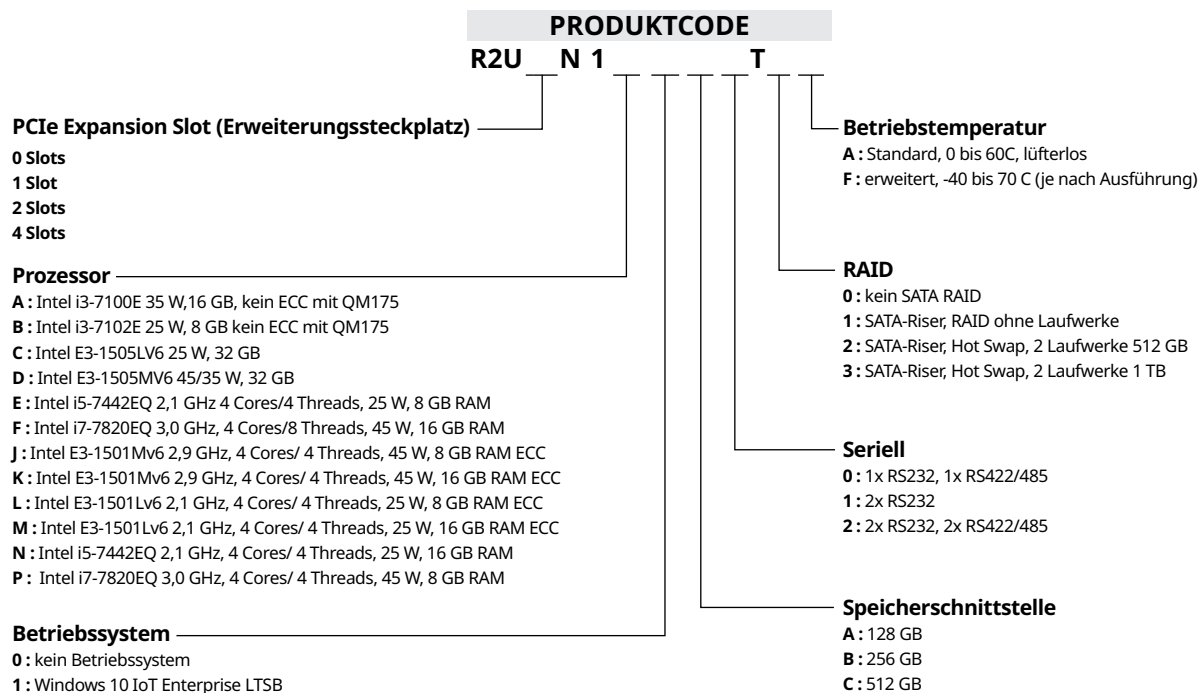 PRODUKTCODE
R2U __ N 1 __ __ __ __ T __ __
PCIe Expansion Slot (Erweiterungssteckplatz)
0 Slots
1 Slot
2 Slots
4 Slots
Prozessor
A : Intel i3-7100E 35 W,16 GB, kein ECC mit QM175
B : Intel i3-7102E 25 W, 8 GB kein ECC mit QM175
C : Intel E3-1505LV6 25 W, 32 GB
D : Intel E3-1505MV6 45/35 W, 32 GB
E : Intel i5-7442EQ 2,1 GHz 4 Cores/4 Threads, 25 W, 8 GB RAM
F : Intel i7-7820EQ 3,0 GHz, 4 Cores/8 Threads, 45 W, 16 GB RAM
J : Intel E3-1501Mv6 2,9 GHz, 4 Cores/ 4 Threads, 45 W, 8 GB RAM ECC
K : Intel E3-1501Mv6 2,9 GHz, 4 Cores/ 4 Threads, 45 W, 16 GB RAM ECC
L : Intel E3-1501Lv6 2,1 GHz, 4 Cores/ 4 Threads, 25 W, 8 GB RAM ECC
M : Intel E3-1501Lv6 2,1 GHz, 4 Cores/ 4 Threads, 25 W, 16 GB RAM ECC
N : Intel i5-7442EQ 2,1 GHz, 4 Cores/ 4 Threads, 25 W, 16 GB RAM
P : Intel i7-7820EQ 3,0 GHz, 4 Cores/ 4 Threads, 45 W, 8 GB RAM
Betriebssystem
0 : kein Betriebssystem
1 : Windows 10 IoT Enterprise LTSB
Betriebstemperatur
A : Standard, 0 bis 60C, lüfterlos
F : erweitert, -40 bis 70 C (je nach Ausführung)
RAID
0 : kein SATA RAID
1 : SATA-Riser, RAID ohne Laufwerke
2 : SATA-Riser, Hot Swap, 2 Laufwerke 512 GB
3 : SATA-Riser, Hot Swap, 2 Laufwerke 1 TB
Seriell
0 : 1x RS232, 1x RS422/485
1 : 2x RS232
2 : 2x RS232, 2x RS422/485
Speicherschnittstelle
A : 128 GB
B : 256 GB
C : 512 GB